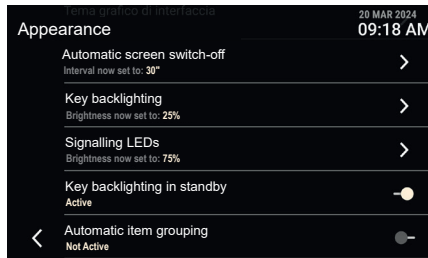 Tema grafico di interfaccia
20 MAR 2024
Appearance
09:18 AM
Automatic screen switch-off
Interval now set to: 30"
Key backlighting
Brightness now set to: 25%
Signalling LEDs
Brightness now set to: 75%
Key backlighting in standby
Active
Automatic item grouping
Not Active